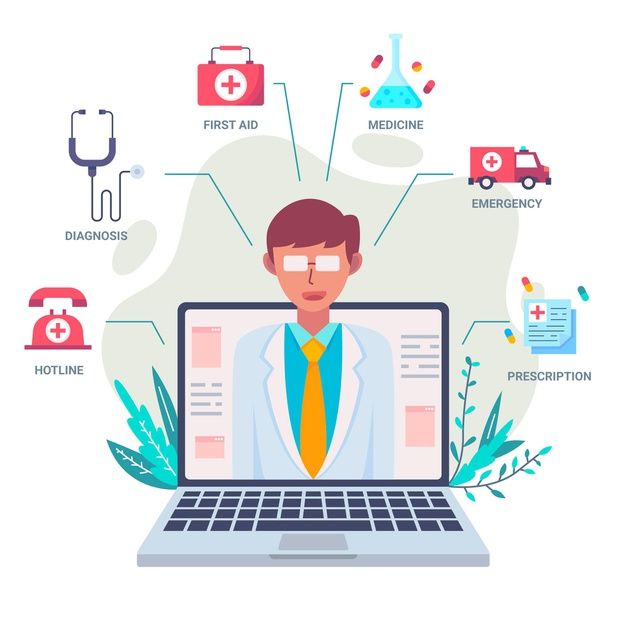 FIRST AID
MEDICINE
DIAGNOSIS
EMERGENCY
HOTLINE
PRESCRIPTION